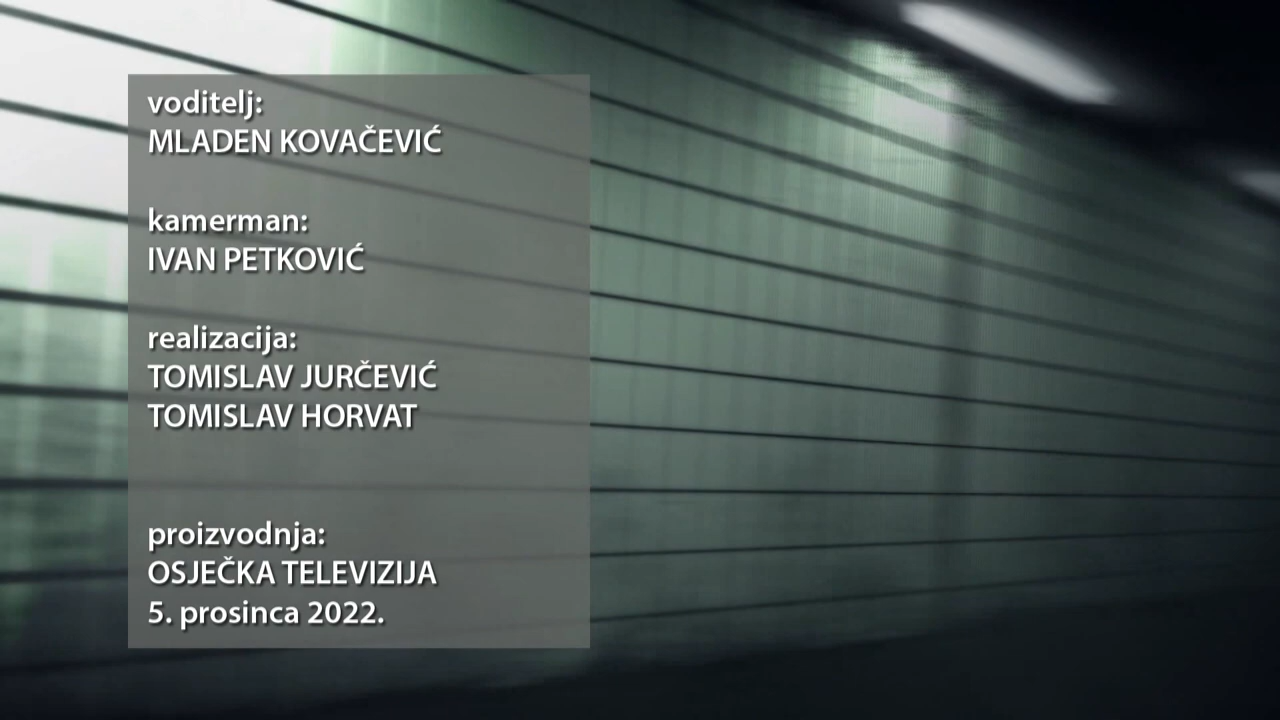 voditelj:
MLADEN KOVAČEVIĆ
kamerman:
IVAN PETKOVIĆ
realizacija:
TOMISLAV JURČEVIĆ
TOMISLAV HORVAT
proizvodnja:
OSJEČKA TELEVIZIJA
5. prosinca 2022.